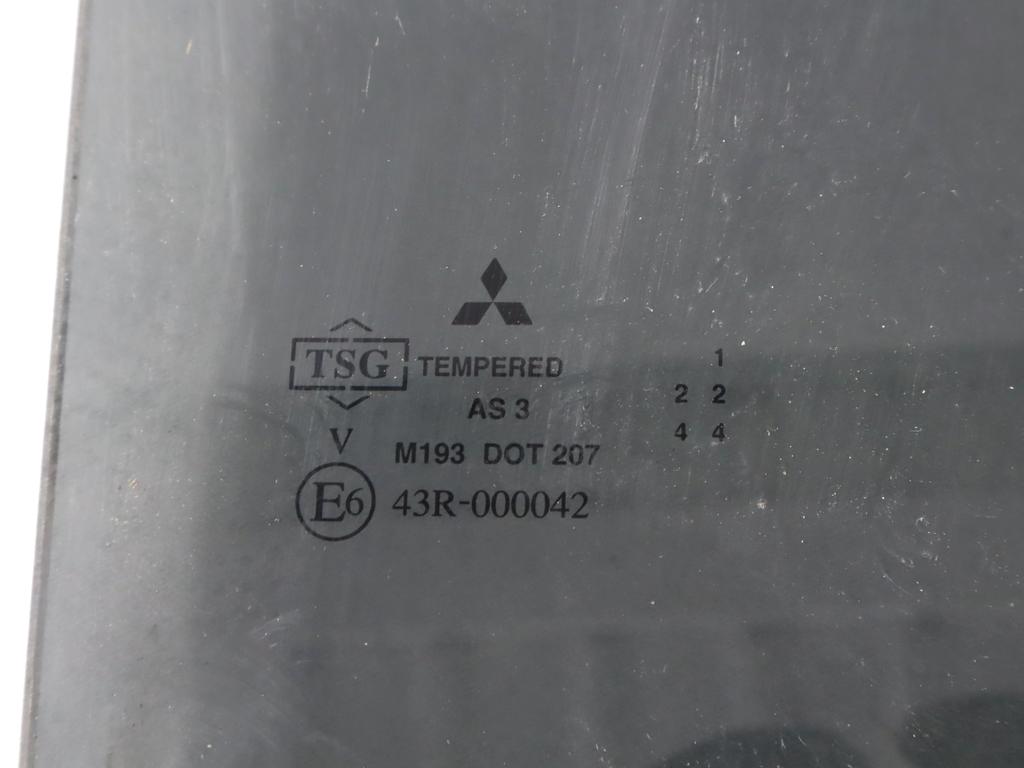 TSG TEMPERED
AS 3
V
M193 DOT 207
E6 43R-000042
1
2 2
4 4